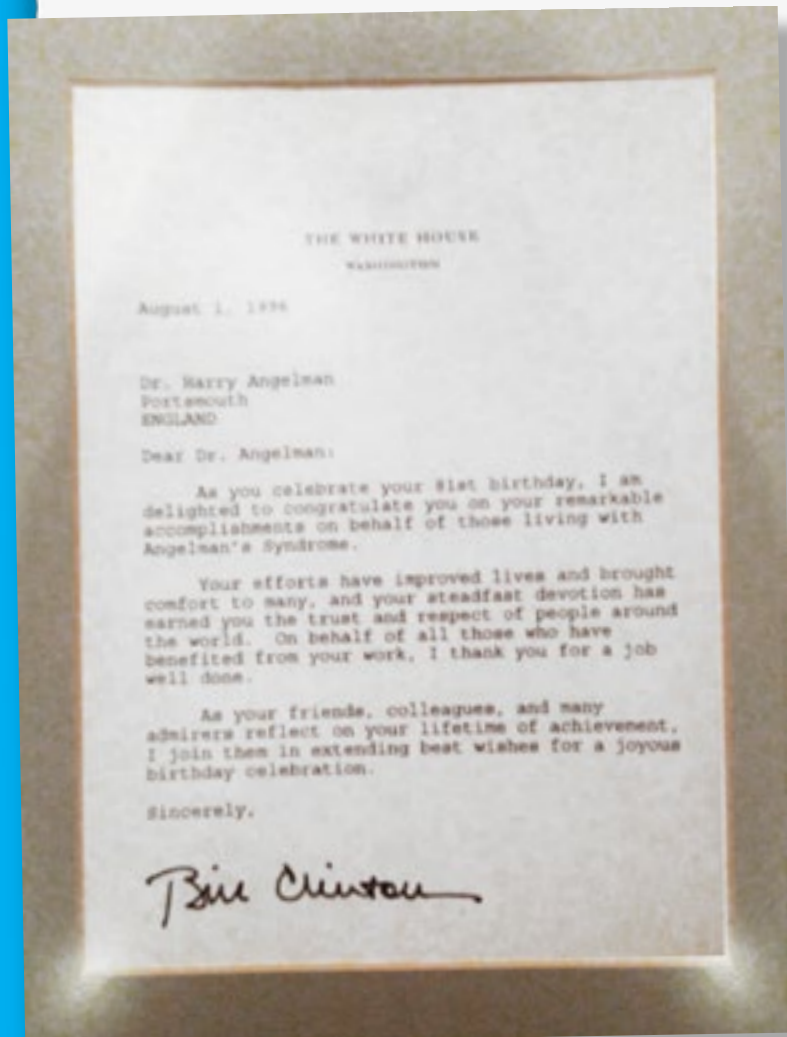 THE WHITE HOUSE
WASHINGTON
August 1, 1996
Dr. Harry Angelman
Portsmouth
ENGLAND
Dear Dr. Angelman:
As you celebrate your 81st birthday, I am
delighted to congratulate you on your remarkable
accomplishments on behalf of those living with
Angelman's Syndrome.
Your efforts have improved lives and brought
comfort to many, and your steadfast devotion has
earned you the trust and respect of people around
the world. On behalf of all those who have
benefited from your work, I thank you for a job
well done.
As your friends, colleagues, and many
admirers reflect on your lifetime of achievement,
I join them in extending best wishes for a joyous
birthday celebration.
Sincerely,
Bill Clinton